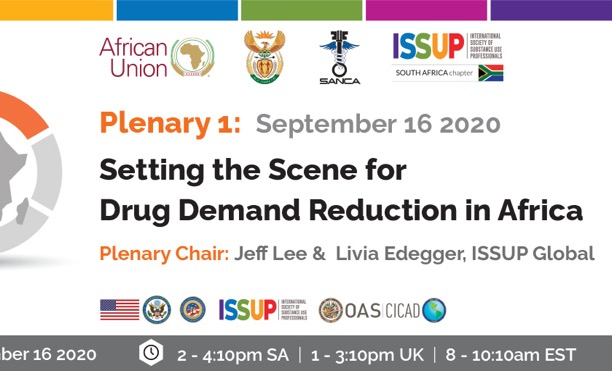 African
Union
SANCA
ISSUP
INTERNATIONAL
SOCIETY OF
SUBSTANCE USE
PROFESSIONALS
SOUTH AFRICA chapter
Plenary 1: September 16 2020
Setting the Scene for
Drug Demand Reduction in Africa
Plenary Chair: Jeff Lee & Livia Edegger, ISSUP Global
ISSUP
INTERNATIONAL
SOCIETY OF
SUBSTANCE USE
PROFESSIONALS
OAS CICAD
ber 16 2020 2 - 4:10pm SA | 1 - 3:10pm UK | 8 - 10:10am EST